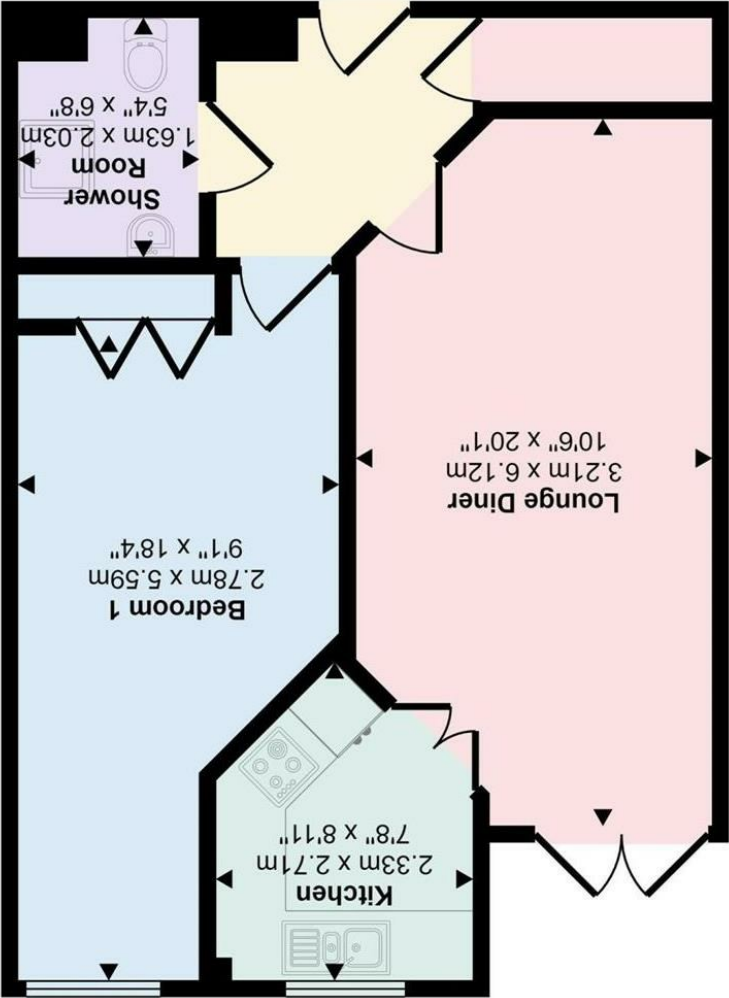 Kitchen
2.33m x 2.71m
7'8" x 8'11"
Lounge Diner
3.21m x 6.12m
10'6" x 20'1"
Bedroom 1
2.78m x 5.59m
9'1" x 18'4"
Shower
Room
1.63m x 2.03m
5'4" x 6'8"